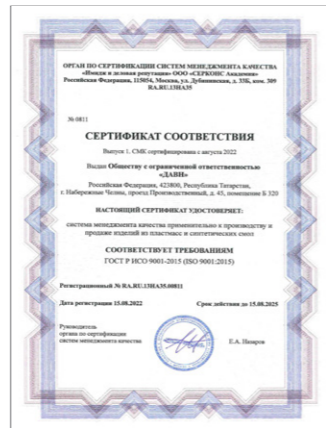 ОРГАН ПО СЕРТИФИКАЦИИ СИСТЕМ МЕНЕДЖМЕНТА КАЧЕСТВА
«Имидж и деловая репутация» ООО «СЕРКОНС Академия»
Российская Федерация, 115054, Москва, ул. Дубининская, д. 33Б, ком. 309
RA.RU.13НА35
№ 0811
СЕРТИФИКАТ СООТВЕТСТВИЯ
Выпуск 1. СМК сертифицирована с августа 2022
Выдан Обществу с ограниченной ответственностью
«ДАВИ»
Российская Федерация, 423800, Республика Татарстан,
г. Набережные Челны, проезд Производственный, д. 45, помещение Б 320
НАСТОЯЩИЙ СЕРТИФИКАТ УДОСТОВЕРЯЕТ:
система менеджмента качества применительно к производству и
продаже изделий из пластмасс и синтетических смол
СООТВЕТСТВУЕТ ТРЕБОВАНИЯМ
ГОСТ Р ИСО 9001-2015 (ISO 9001:2015)
Регистрационный № RA.RU.13НА35.00811
Дата регистрации 15.08.2022 Срок действия до 15.08.2025
Руководитель
органа по сертификации
систем менеджмента качества
Е.А. Назаров